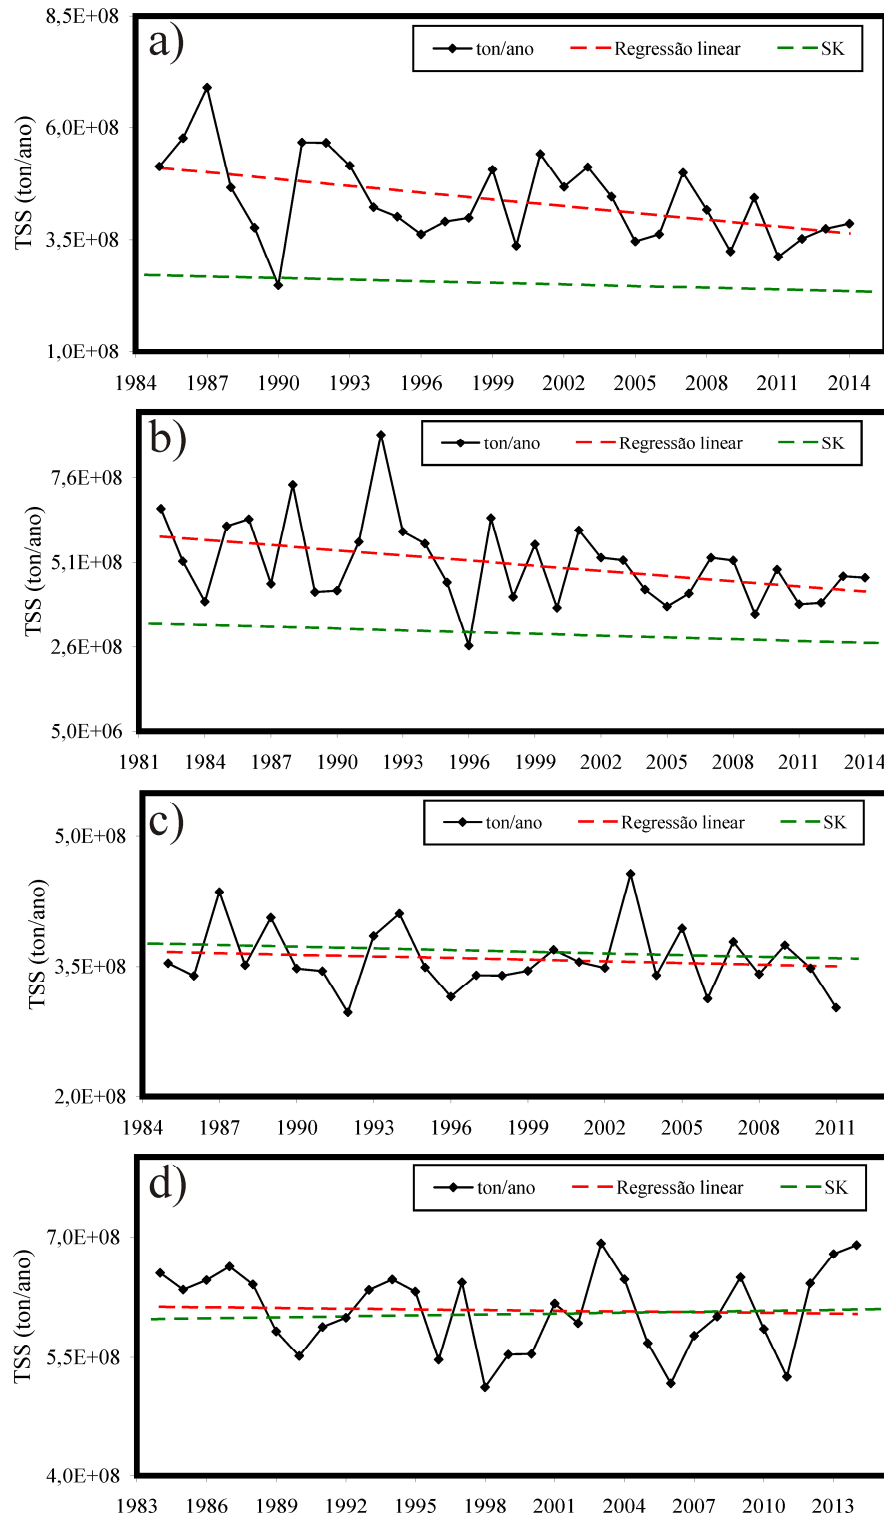 a)
ton/ano Regressão linear SK
TSS (ton/ano)
8,5E+08
6,0E+08
3,5E+08
1,0E+08
1984 1987 1990 1993 1996 1999 2002 2005 2008 2011 2014
b)
ton/ano Regressão linear SK
TSS (ton/ano)
7,6E+08
5,1E+08
2,6E+08
5,0E+06
1981 1984 1987 1990 1993 1996 1999 2002 2005 2008 2011 2014
c)
ton/ano Regressão linear SK
TSS (ton/ano)
5,0E+08
3,5E+08
2,0E+08
1984 1987 1990 1993 1996 1999 2002 2005 2008 2011
d)
ton/ano Regressão linear SK
TSS (ton/ano)
7,0E+08
5,5E+08
4,0E+08
1983 1986 1989 1992 1995 1998 2001 2004 2007 2010 2013